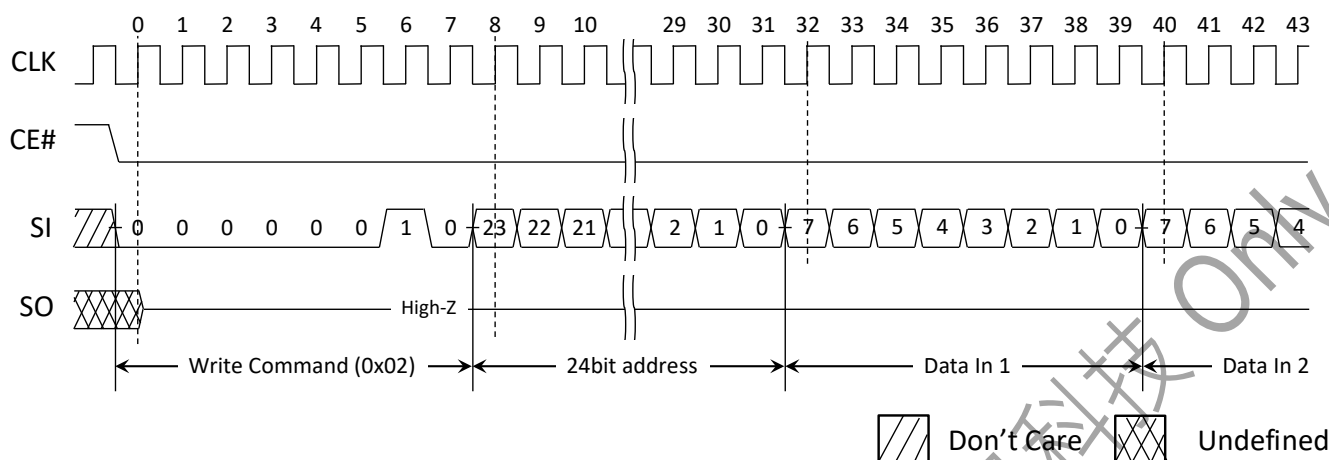 0 1 2 3 4 5 6 7 8 9 10 29 30 31 32 33 34 35 36 37 38 39 40 41 42 43
CLK
CE#
SI 0 0 0 0 0 0 1 0 23 22 21 2 1 0 7 6 5 4 3 2 1 0 7 6 5 4
SO High-Z
Write Command (0x02) 24bit address Data In 1 Data In 2
Don't Care Undefined
科技 Only